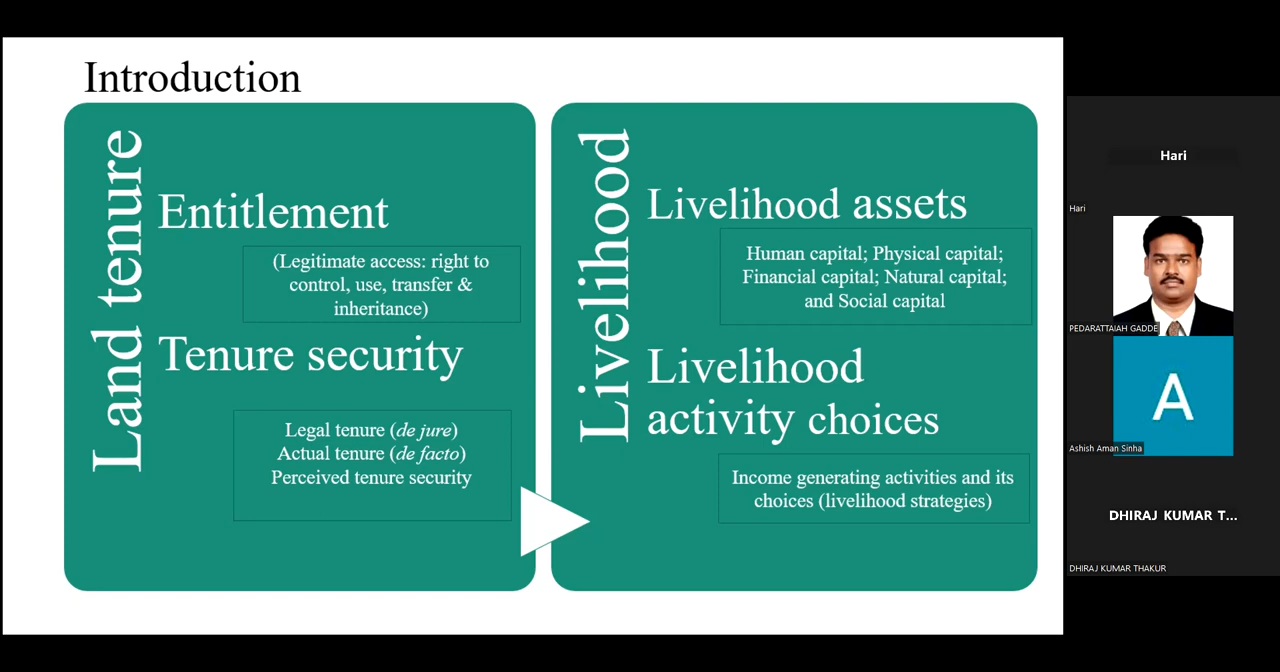 Introduction
Land tenure
Entitlement
(Legitimate access: right to
control, use, transfer &
inheritance)
Tenure security
Legal tenure (de jure)
Actual tenure (de facto)
Perceived tenure security
Livelihood
Livelihood assets
Human capital; Physical capital;
Financial capital; Natural capital;
and Social capital
Livelihood
activity choices
Income generating activities and its
choices (livelihood strategies)
Hari
Hari
PEDARATTAIAH GADDE
A
Ashish Aman Sinha
DHIRAJ KUMAR T...
DHIRAJ KUMAR THAKUR